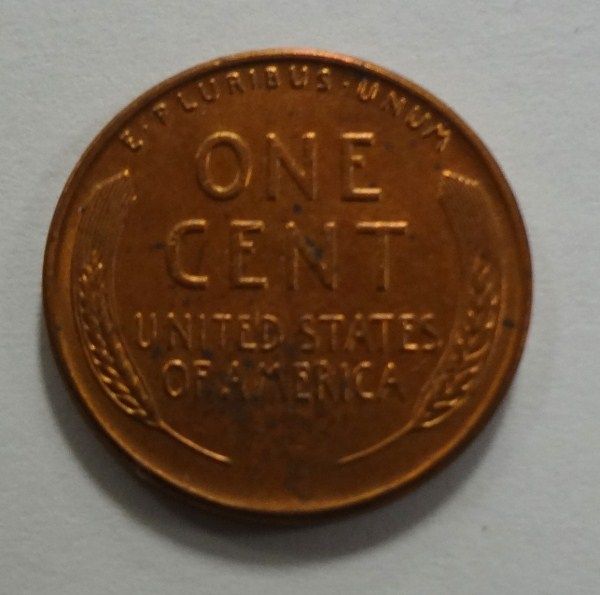 E·PLURIBUS·UNUM
ONE
CENT
UNITED STATES
OF AMERICA